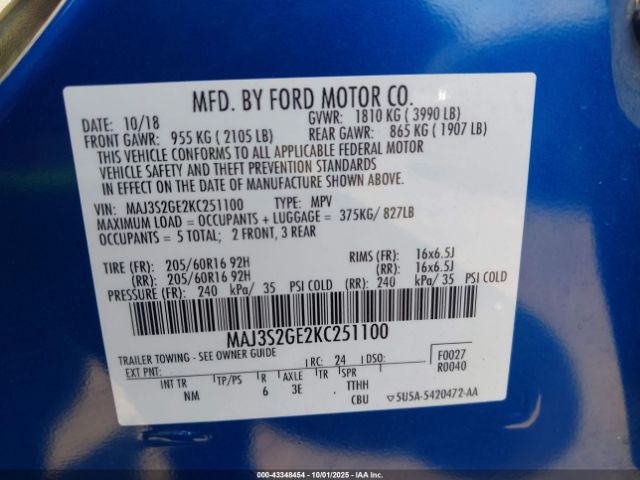 MFD. BY FORD MOTOR CO.
DATE: 10/18 GVWR: 1810 KG ( 3990 LB)
FRONT GAWR: 955 KG ( 2105 LB) REAR GAWR: 865 KG ( 1907 LB)
THIS VEHICLE CONFORMS TO ALL APPLICABLE FEDERAL MOTOR
VEHICLE SAFETY AND THEFT PREVENTION STANDARDS
IN EFFECT ON THE DATE OF MANUFACTURE SHOWN ABOVE.
VIN: MAJ3S2GE2KC251100 TYPE: MPV
MAXIMUM LOAD = OCCUPANTS + LUGGAGE = 375KG/ 827LB
OCCUPANTS = 5 TOTAL; 2 FRONT, 3 REAR
TIRE (FR): 205/60R16 92H RIMS (FR): 16x6.5J
(RR): 205/60R16 92H (RR): 16x6.5J
PRESSURE (FR): 240 kPa/ 35 PSI COLD (RR): 240 kPa/ 35 PSI COLD
MAJ3S2GE2KC251100
TRAILER TOWING - SEE OWNER GUIDE
EXT PNT: RC: 24 DSO: F0027
R0040
INT TR TP/PS R AXLE TR SPR TTHH
NM 6 3E CBU 5U5A-5420472-AA
© 000-43348454 - 10/01/2025 - IAAI.COM